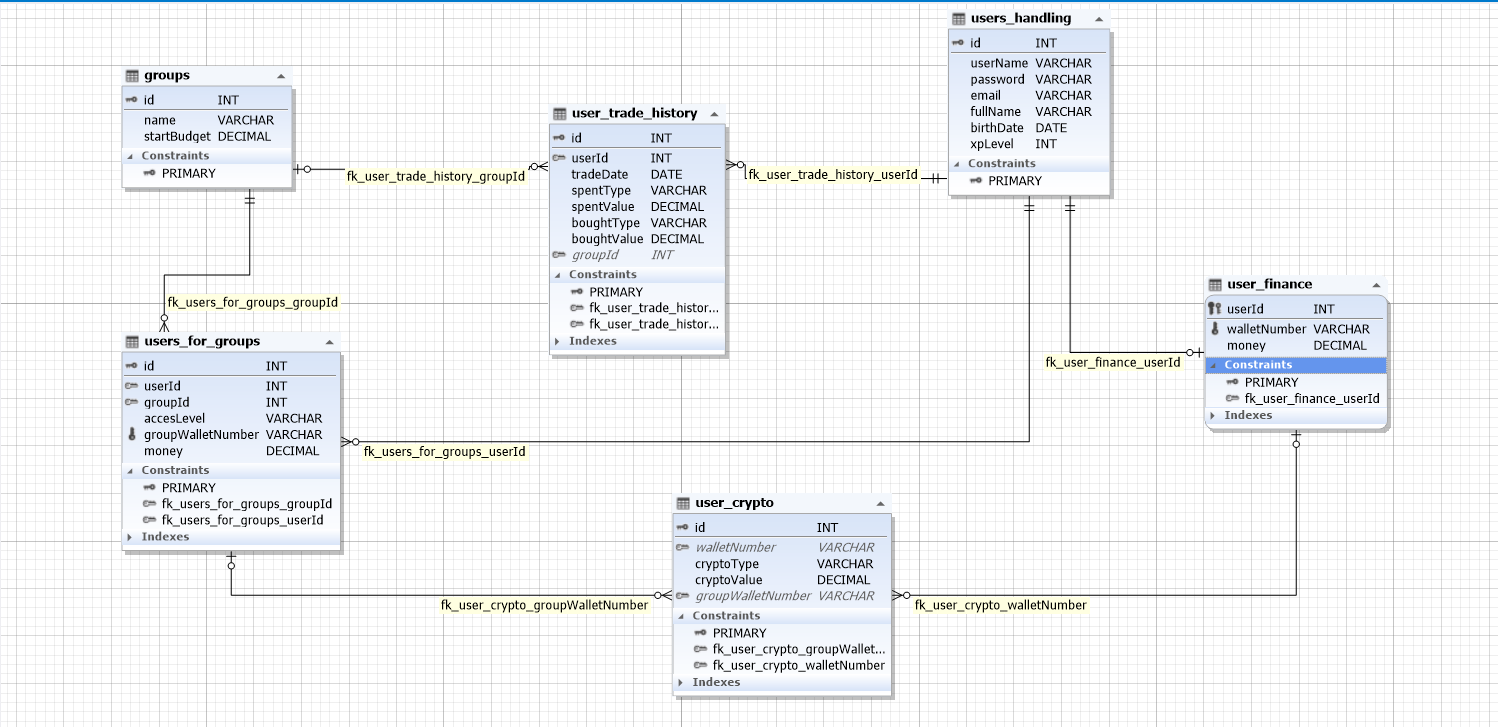 groups
id INT
name VARCHAR
startBudget DECIMAL
Constraints
PRIMARY
fk_user_trade_history_groupId
user_trade_history
id INT
userId INT
tradeDate DATE
spentType VARCHAR
spentValue DECIMAL
boughtType VARCHAR
boughtValue DECIMAL
groupId INT
Constraints
PRIMARY
fk_user_trade_histor...
fk_user_trade_histor...
Indexes
fk_user_trade_history_userId
users_handling
id INT
userName VARCHAR
password VARCHAR
email VARCHAR
fullName VARCHAR
birthDate DATE
xpLevel INT
Constraints
PRIMARY
fk_users_for_groups_groupId
users_for_groups
id INT
userId INT
groupId INT
accesLevel VARCHAR
groupWalletNumber VARCHAR
money DECIMAL
Constraints
PRIMARY
fk_users_for_groups_groupId
fk_users_for_groups_userId
Indexes
fk_users_for_groups_userId
user_finance
userId INT
walletNumber VARCHAR
money DECIMAL
Constraints
PRIMARY
fk_user_finance_userId
Indexes
fk_user_finance_userId
user_crypto
id INT
walletNumber VARCHAR
cryptoType VARCHAR
cryptoValue DECIMAL
groupWalletNumber VARCHAR
Constraints
PRIMARY
fk_user_crypto_groupWallet...
fk_user_crypto_walletNumber
Indexes
fk_user_crypto_groupWalletNumber
fk_user_crypto_walletNumber